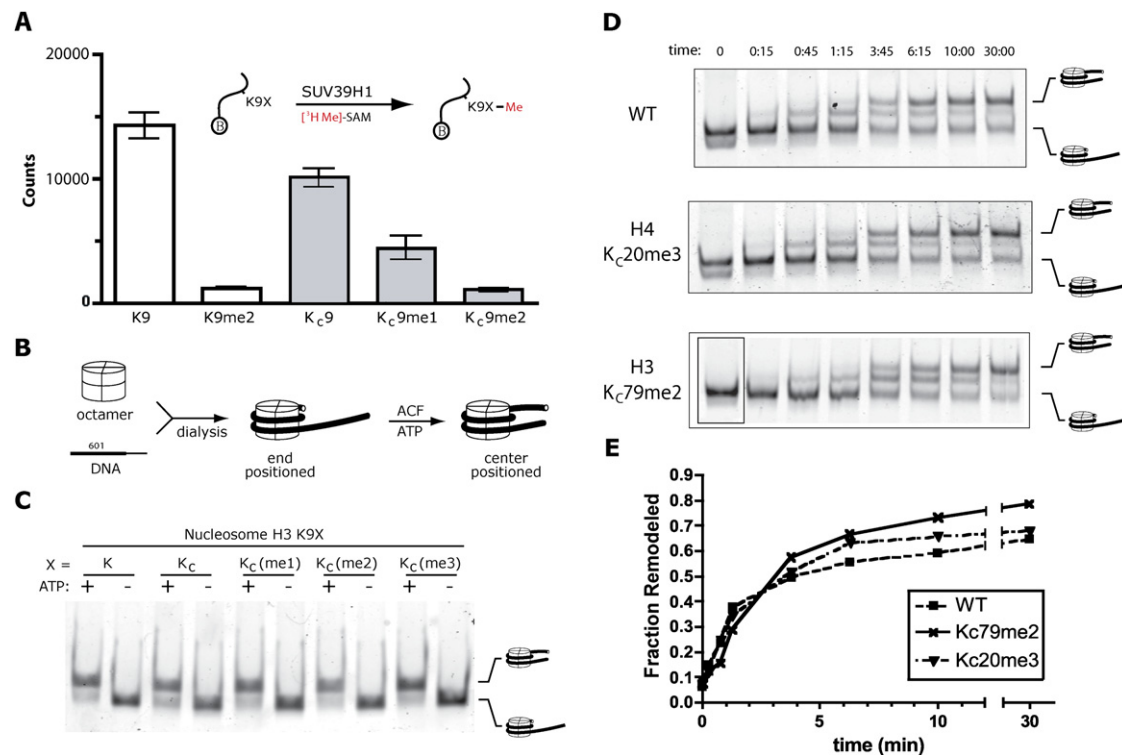 A
20000
10000
0
Counts
K9X
B
SUV39H1
[³H Me]-SAM
K9X–Me
B
K9
K9me2
Kc9
Kc9me1
Kc9me2
B
octamer
601
DNA
dialysis
end
positioned
ACF
ATP
center
positioned
C
Nucleosome H3 K9X
X = K Kc Kc(me1) Kc(me2) Kc(me3)
ATP: + - + - + - + - + -
D
time: 0 0:15 0:45 1:15 3:45 6:15 10:00 30:00
WT
H4
Kc20me3
H3
Kc79me2
E
Fraction Remodeled
0.9
0.8
0.7
0.6
0.5
0.4
0.3
0.2
0.1
0.0
0 5 10 30
time (min)
WT
Kc79me2
Kc20me3